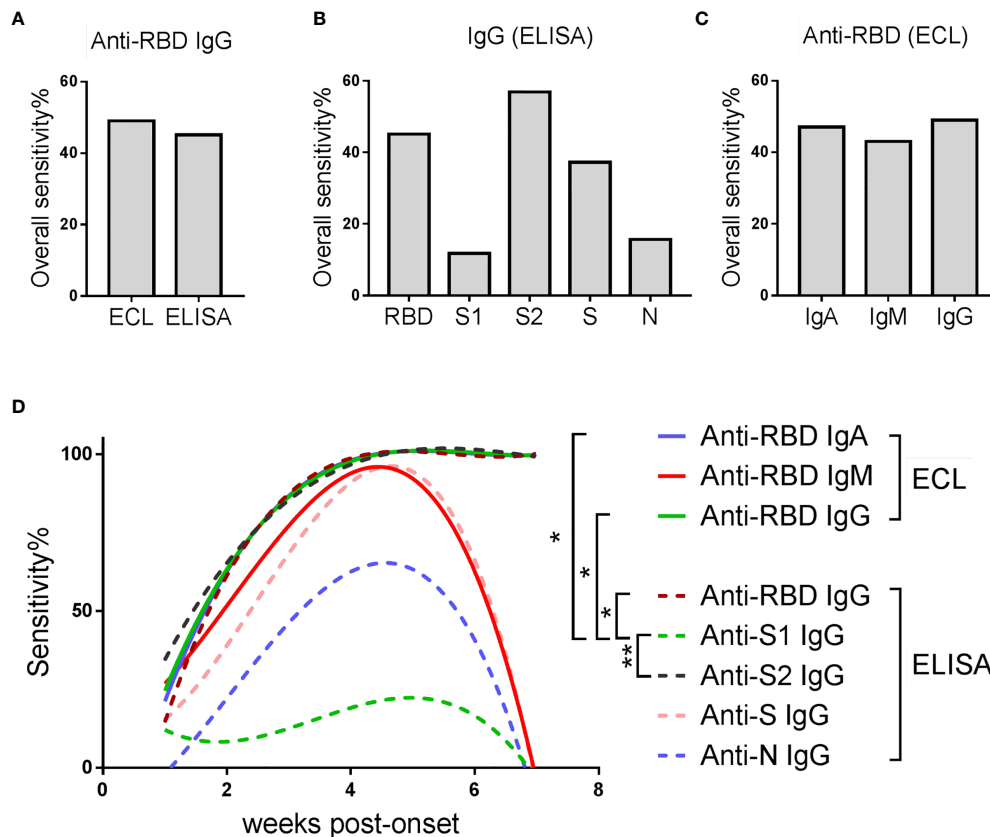 A
Anti-RBD IgG
Overall sensitivity%
60
40
20
0
ECL ELISA
B
IgG (ELISA)
Overall sensitivity%
60
40
20
0
RBD S1 S2 S N
C
Anti-RBD (ECL)
Overall sensitivity%
60
40
20
0
IgA IgM IgG
D
Sensitivity%
100
50
0
0 2 4 6 8
weeks post-onset
*
*
*
**
Anti-RBD IgA
Anti-RBD IgM
Anti-RBD IgG
ECL
Anti-RBD IgG
Anti-S1 IgG
Anti-S2 IgG
Anti-S IgG
Anti-N IgG
ELISA